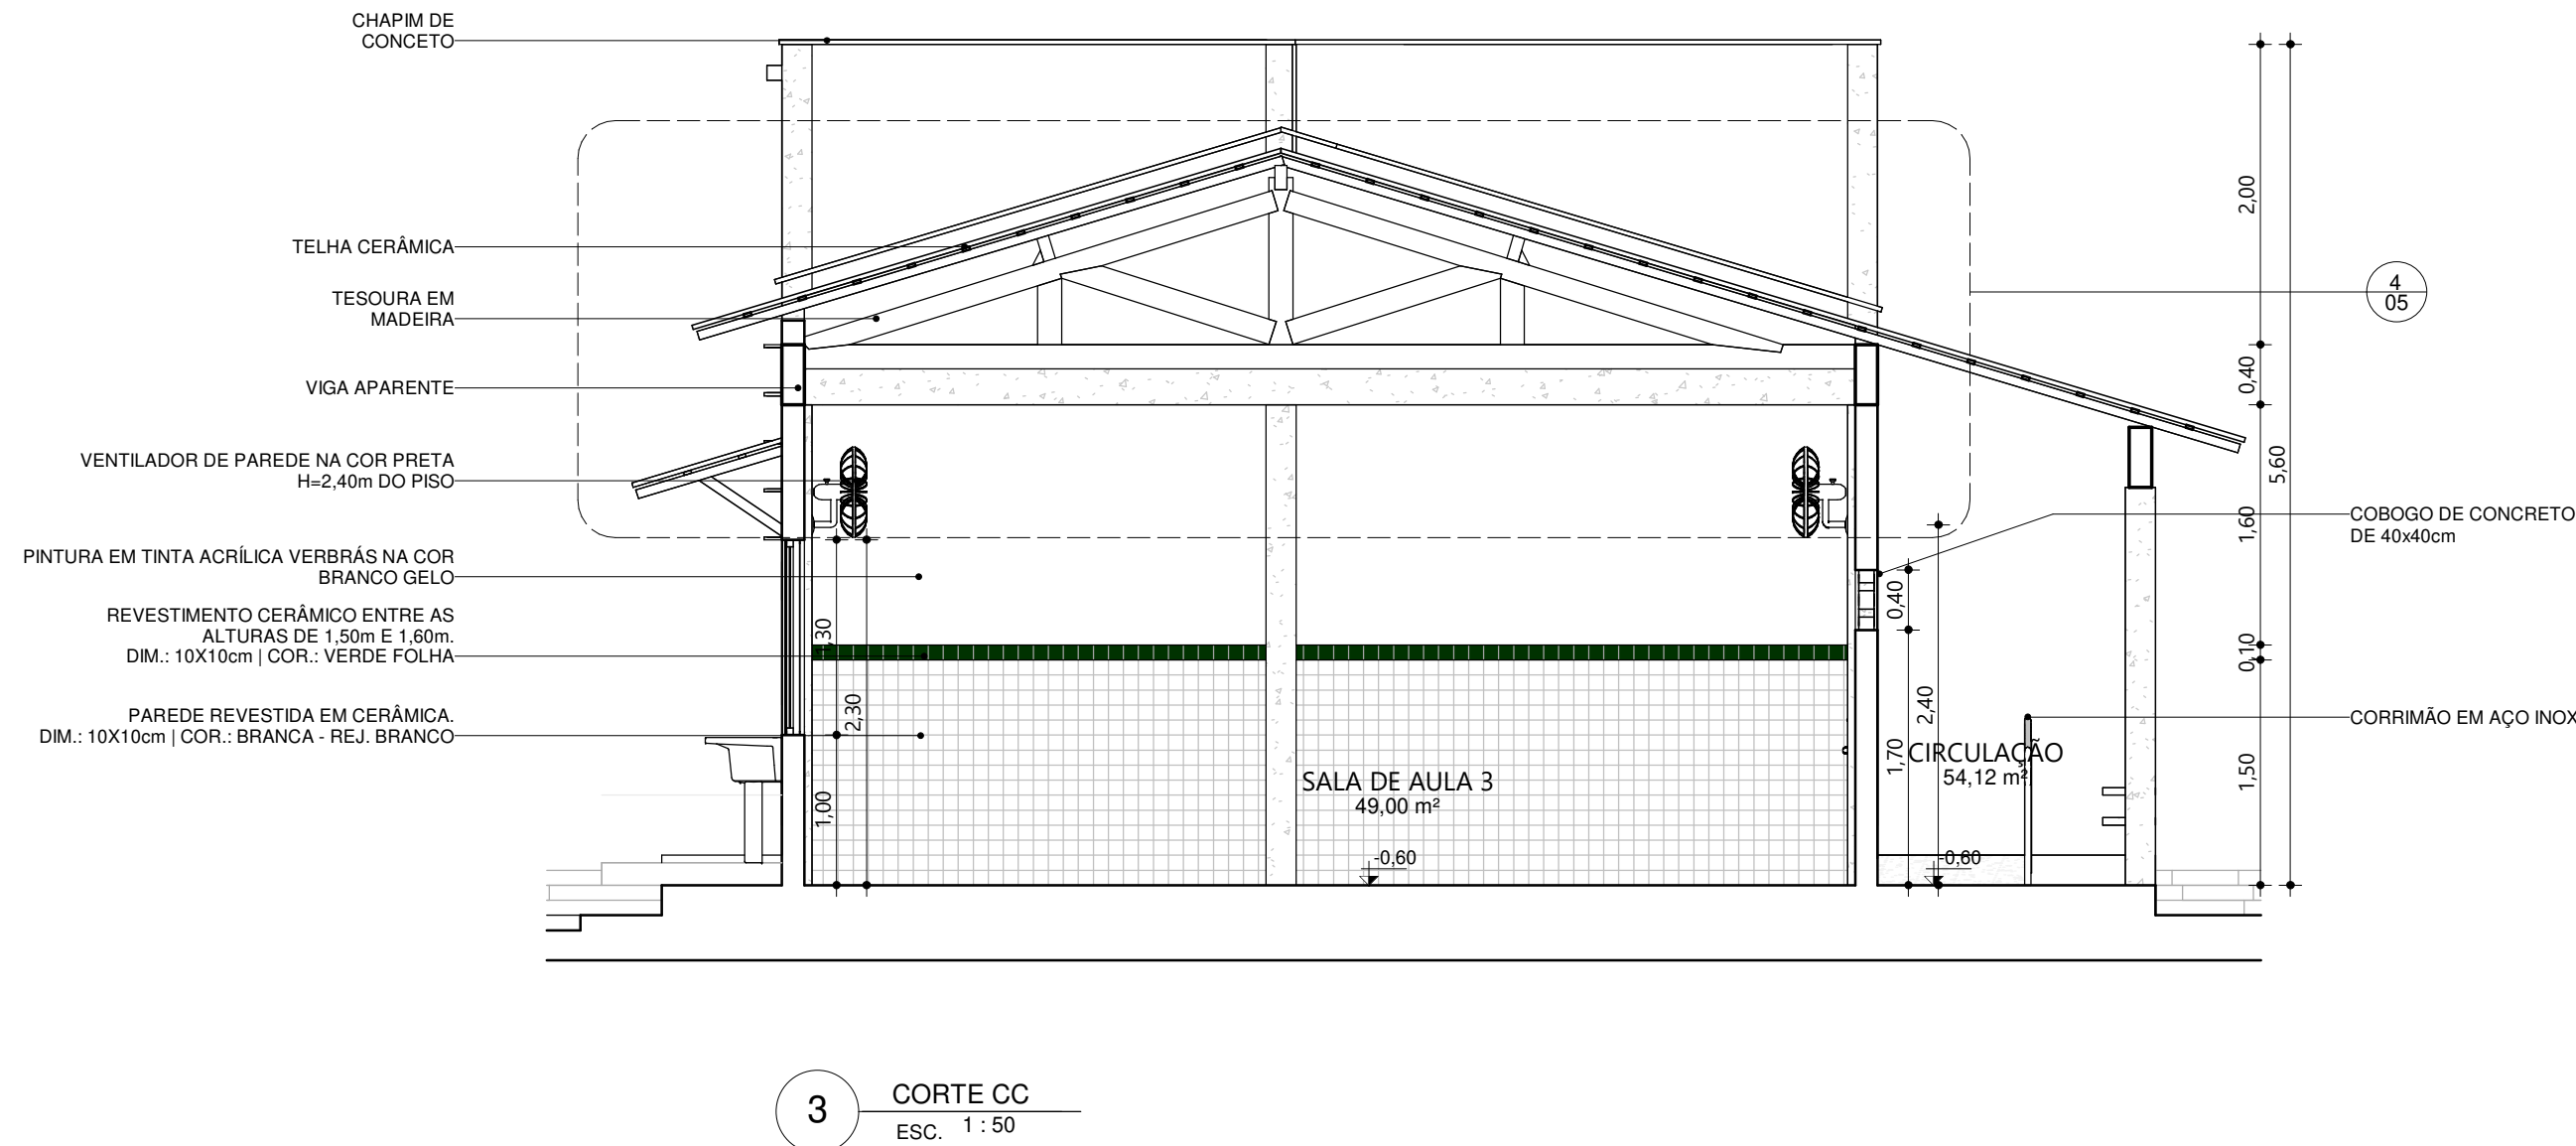 CHAPIM DE
CONCETO
TELHA CERÂMICA
TESOURA EM
MADEIRA
VIGA APARENTE
VENTILADOR DE PAREDE NA COR PRETA
H=2,40m DO PISO
PINTURA EM TINTA ACRÍLICA VERBRÁS NA COR
BRANCO GELO
REVESTIMENTO CERÂMICO ENTRE AS
ALTURAS DE 1,50m E 1,60m.
DIM.: 10X10cm | COR.: VERDE FOLHA
PAREDE REVESTIDA EM CERÂMICA.
DIM.: 10X10cm | COR.: BRANCA - REJ. BRANCO
1,30
2,30
1,00
SALA DE AULA 3
49,00 m²
-0,60
0,40
2,40
1,70
CIRCULAÇÃO
54,12 m²
-0,60
2,00
0,40
5,60
1,60
0,10
1,50
4
05
COBOGO DE CONCRETO
DE 40x40cm
CORRIMÃO EM AÇO INOX
3
CORTE CC
ESC. 1 : 50